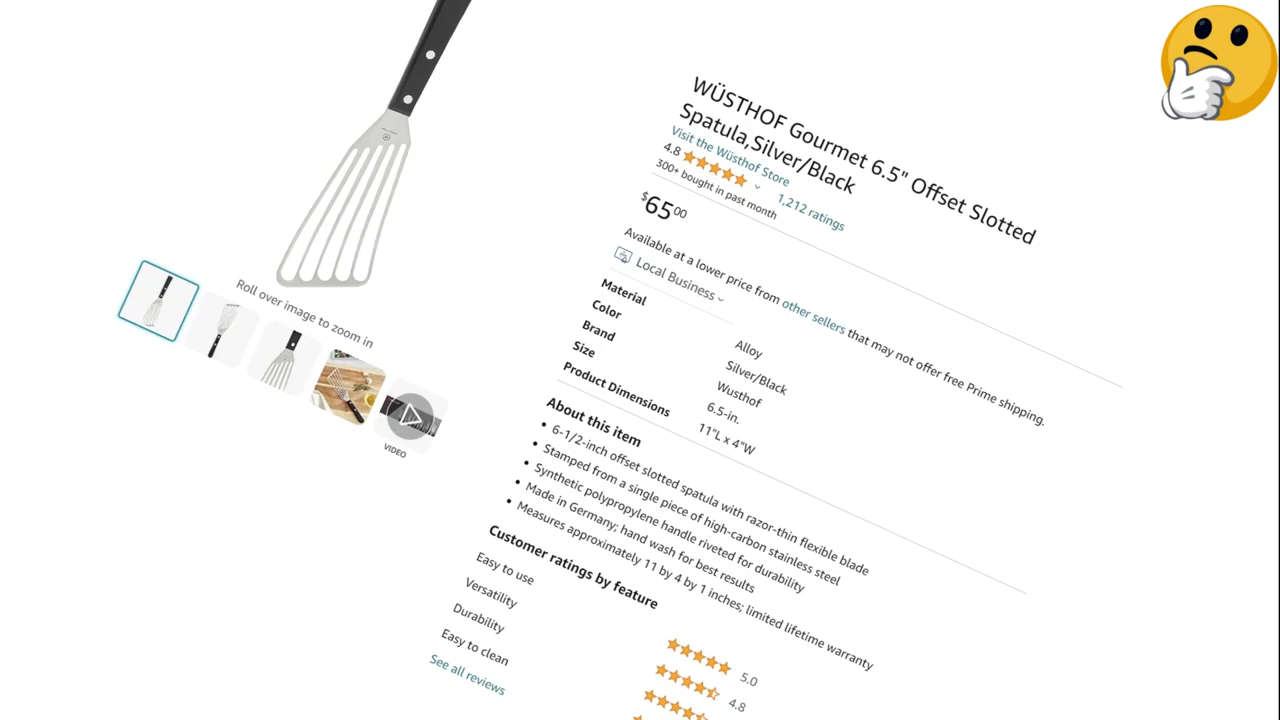 WÜSTHOF Gourmet 6.5" Offset Slotted
Spatula,Silver/Black
Visit the Wüsthof Store
4.8
1,212 ratings
300+ bought in past month
$6500
Available at a lower price from other sellers that may not offer free Prime shipping.
Local Business
Material
Alloy
Color
Silver/Black
Brand
Wusthof
Size
6.5-in.
Product Dimensions
11"L x 4"W
About this item
• 6-1/2-inch offset slotted spatula with razor-thin flexible blade
• Stamped from a single piece of high-carbon stainless steel
• Synthetic polypropylene handle riveted for durability
• Made in Germany; hand wash for best results
• Measures approximately 11 by 4 by 1 inches; limited lifetime warranty
Customer ratings by feature
Easy to use
5.0
Versatility
4.8
Durability
Easy to clean
See all reviews
Roll over image to zoom in
VIDEO